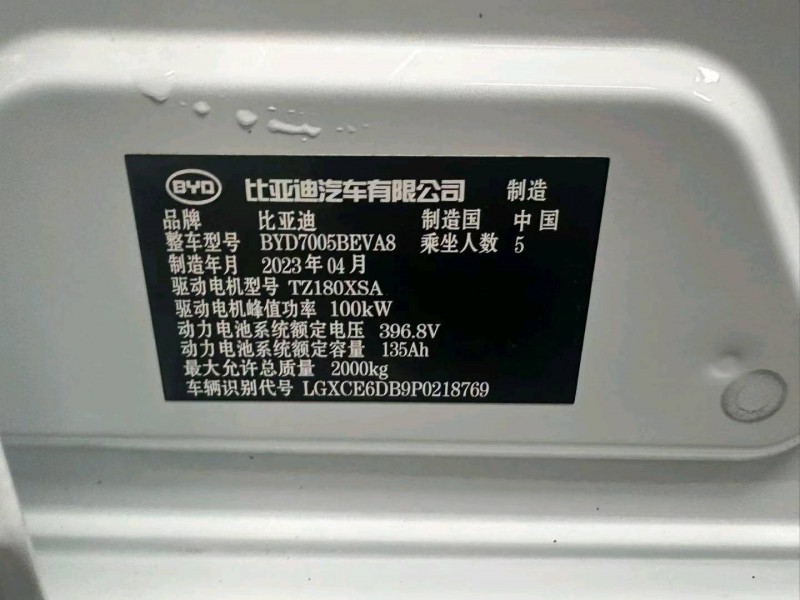 BYD 比亚迪汽车有限公司 制造
品牌 比亚迪 制造国 中国
整车型号 BYD7005BEVA8 乘坐人数 5
制造年月 2023年04月
驱动电机型号 TZ180XSA
驱动电机峰值功率 100kW
动力电池系统额定电压 396.8V
动力电池系统额定容量 135Ah
最大允许总质量 2000kg
车辆识别代号 LGXCE6DB9P0218769